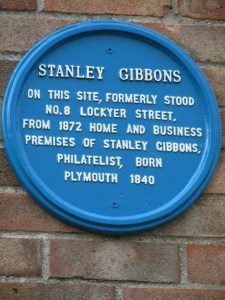 STANLEY GIBBONS
ON THIS SITE, FORMERLY STOOD
NO.8 LOCKYER STREET,
FROM 1872 HOME AND BUSINESS
PREMISES OF STANLEY GIBBONS,
PHILATELIST, BORN
PLYMOUTH 1840